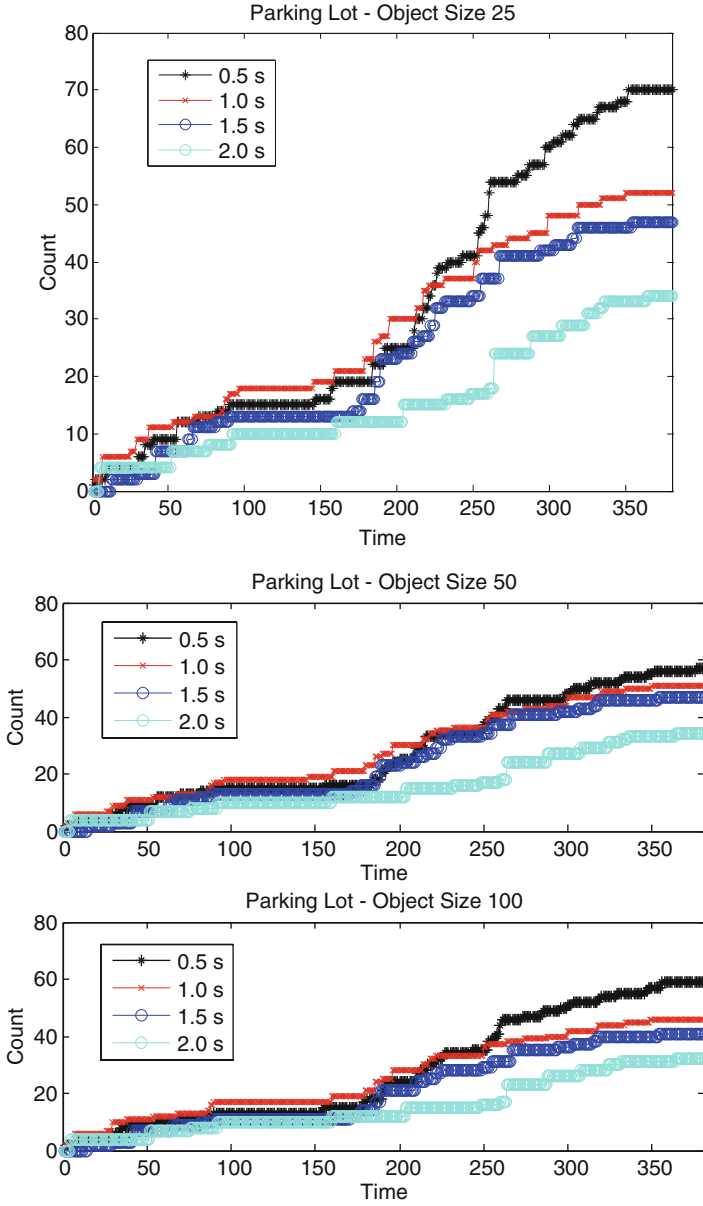 Parking Lot - Object Size 25
80
70
60
50
40
30
20
10
0
Count
0.5 s
1.0 s
1.5 s
2.0 s
0 50 100 150 200 250 300 350
Time
Parking Lot - Object Size 50
80
60
40
20
0
Count
0.5 s
1.0 s
1.5 s
2.0 s
0 50 100 150 200 250 300 350
Time
Parking Lot - Object Size 100
80
60
40
20
0
Count
0.5 s
1.0 s
1.5 s
2.0 s
0 50 100 150 200 250 300 350
Time